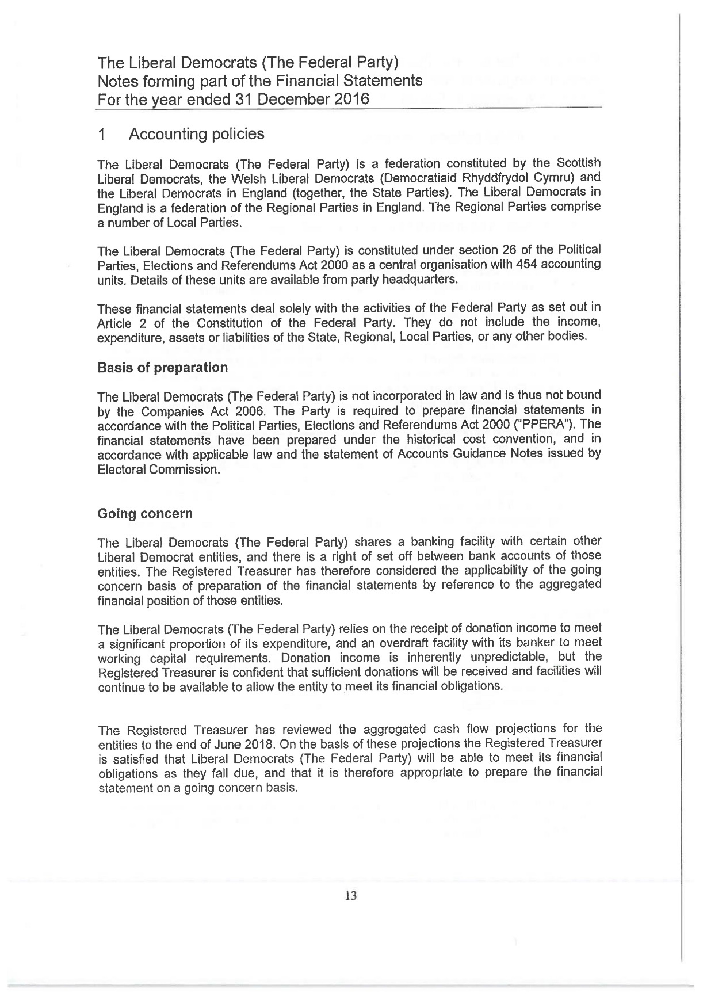 The Liberal Democrats (The Federal Party)
Notes forming part of the Financial Statements
For the year ended 31 December 2016
1 Accounting policies
The Liberal Democrats (The Federal Party) is a federation constituted by the Scottish
Liberal Democrats, the Welsh Liberal Democrats (Democratiaid Rhyddfrydol Cymru) and
the Liberal Democrats in England (together, the State Parties). The Liberal Democrats in
England is a federation of the Regional Parties in England. The Regional Parties comprise
a number of Local Parties.
The Liberal Democrats (The Federal Party) is constituted under section 26 of the Political
Parties, Elections and Referendums Act 2000 as a central organisation with 454 accounting
units. Details of these units are available from party headquarters.
These financial statements deal solely with the activities of the Federal Party as set out in
Article 2 of the Constitution of the Federal Party. They do not include the income,
expenditure, assets or liabilities of the State, Regional, Local Parties, or any other bodies.
Basis of preparation
The Liberal Democrats (The Federal Party) is not incorporated in law and is thus not bound
by the Companies Act 2006. The Party is required to prepare financial statements in
accordance with the Political Parties, Elections and Referendums Act 2000 ("PPERA"). The
financial statements have been prepared under the historical cost convention, and in
accordance with applicable law and the statement of Accounts Guidance Notes issued by
Electoral Commission.
Going concern
The Liberal Democrats (The Federal Party) shares a banking facility with certain other
Liberal Democrat entities, and there is a right of set off between bank accounts of those
entities. The Registered Treasurer has therefore considered the applicability of the going
concern basis of preparation of the financial statements by reference to the aggregated
financial position of those entities.
The Liberal Democrats (The Federal Party) relies on the receipt of donation income to meet
a significant proportion of its expenditure, and an overdraft facility with its banker to meet
working capital requirements. Donation income is inherently unpredictable, but the
Registered Treasurer is confident that sufficient donations will be received and facilities will
continue to be available to allow the entity to meet its financial obligations.
The Registered Treasurer has reviewed the aggregated cash flow projections for the
entities to the end of June 2018. On the basis of these projections the Registered Treasurer
is satisfied that Liberal Democrats (The Federal Party) will be able to meet its financial
obligations as they fall due, and that it is therefore appropriate to prepare the financial
statement on a going concern basis.
13